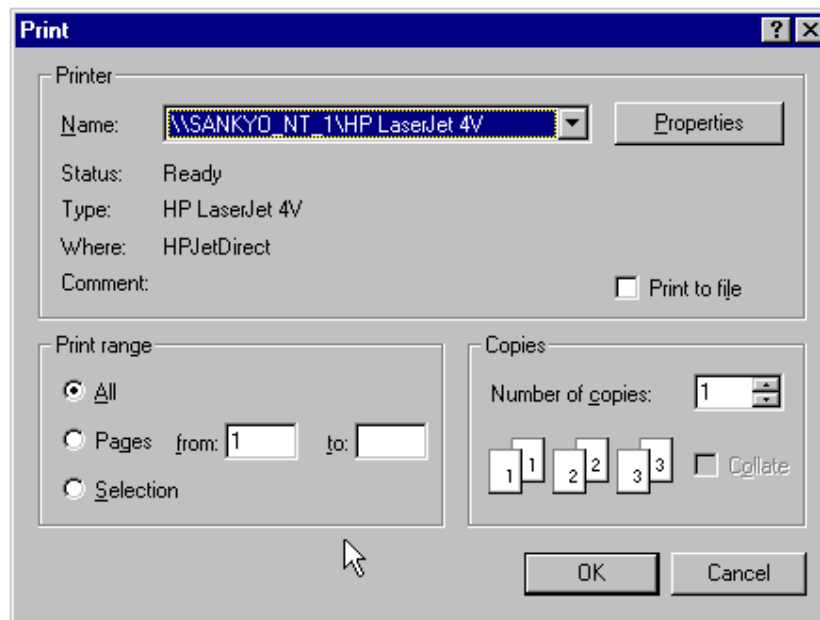 Print
Printer
Name: \\SANKYO_NT_1\HP LaserJet 4V Properties
Status: Ready
Type: HP LaserJet 4V
Where: HPJetDirect
Comment:
Print to file
Print range
All
Pages from: 1 to:
Selection
Copies
Number of copies: 1
1 1 2 2 3 3 Collate
OK Cancel